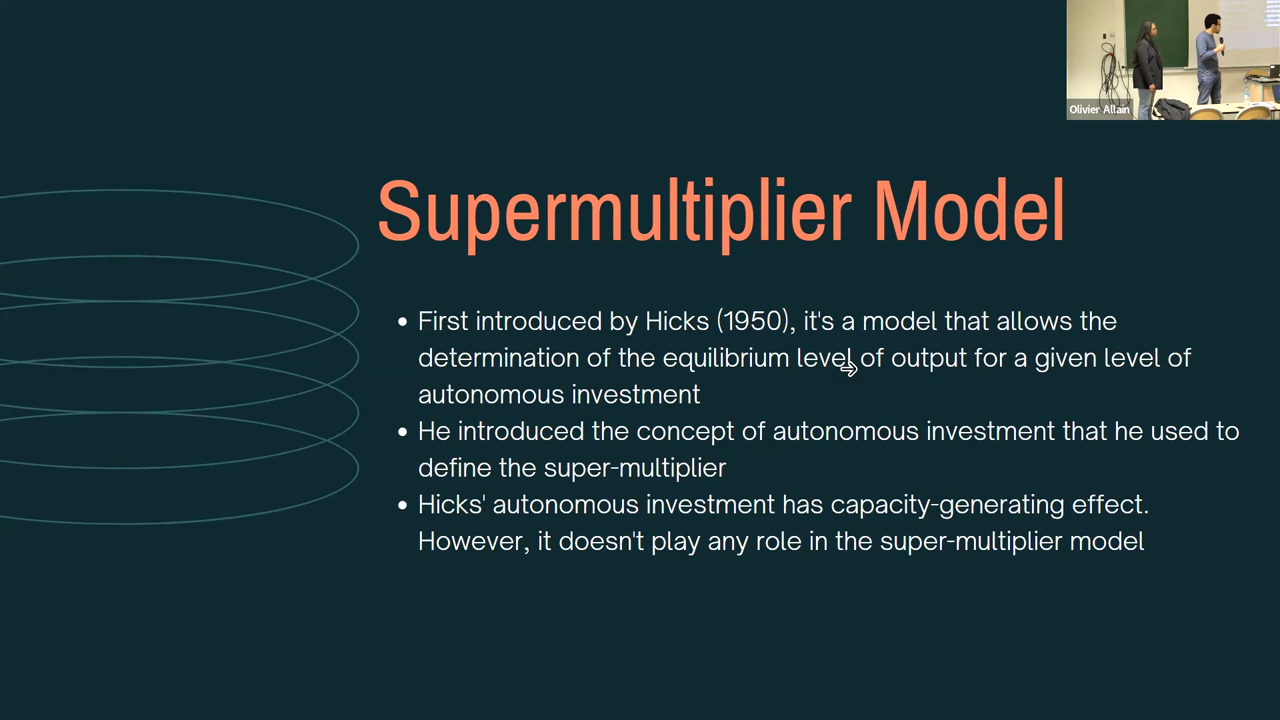 Olivier Allain
Supermultiplier Model
• First introduced by Hicks (1950), it's a model that allows the
determination of the equilibrium level of output for a given level of
autonomous investment
• He introduced the concept of autonomous investment that he used to
define the super-multiplier
• Hicks' autonomous investment has capacity-generating effect.
However, it doesn't play any role in the super-multiplier model